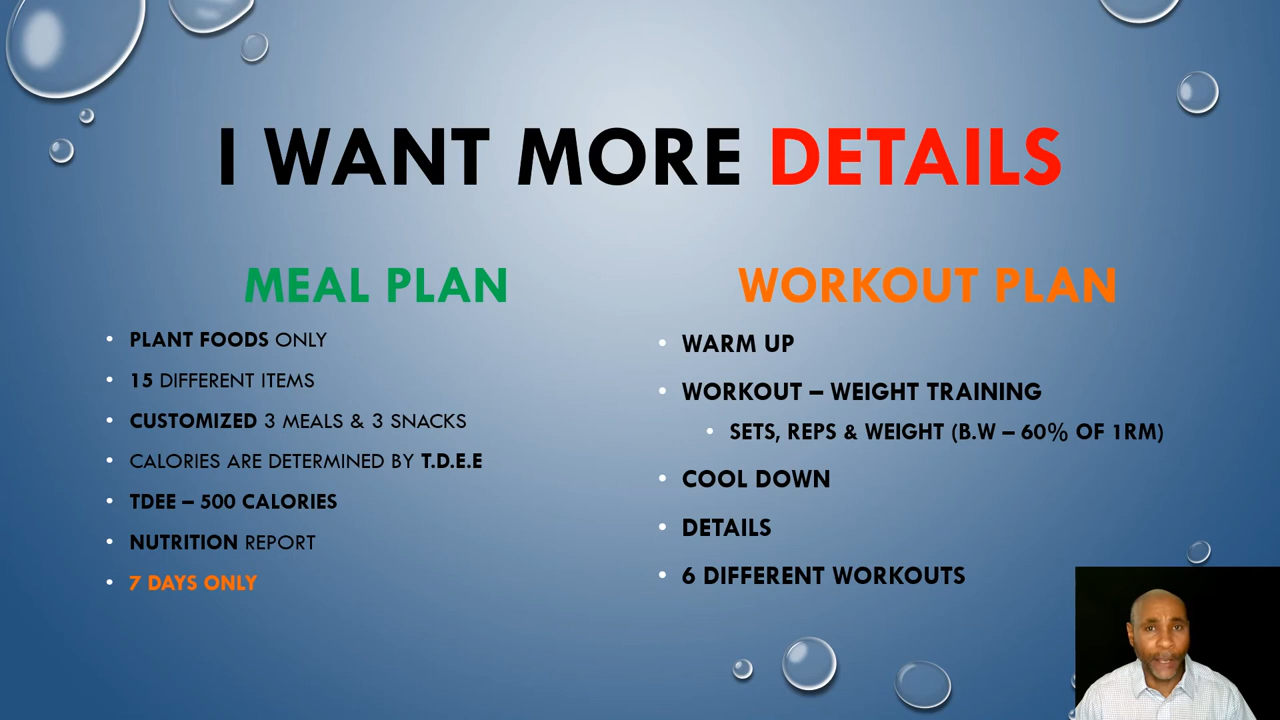 I WANT MORE DETAILS
MEAL PLAN
• PLANT FOODS ONLY
• 15 DIFFERENT ITEMS
• CUSTOMIZED 3 MEALS & 3 SNACKS
• CALORIES ARE DETERMINED BY T.D.E.E
• TDEE – 500 CALORIES
• NUTRITION REPORT
• 7 DAYS ONLY
WORKOUT PLAN
• WARM UP
• WORKOUT – WEIGHT TRAINING
• SETS, REPS & WEIGHT (B.W – 60% OF 1RM)
• COOL DOWN
• DETAILS
• 6 DIFFERENT WORKOUTS